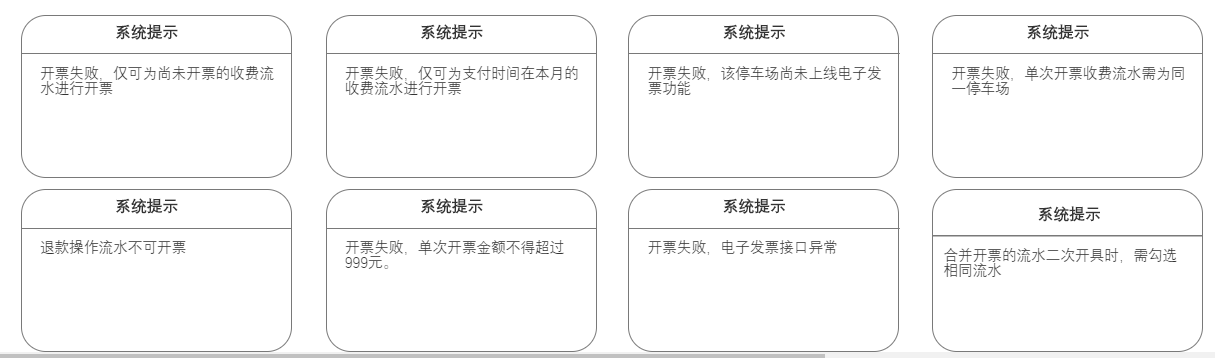 系统提示
开票失败，仅可为尚未开票的收费流
水进行开票
系统提示
开票失败，仅可为支付时间在本月的
收费流水进行开票
系统提示
开票失败，该停车场尚未上线电子发
票功能
系统提示
开票失败，单次开票收费流水需为同
一停车场
系统提示
退款操作流水不可开票
系统提示
开票失败，单次开票金额不得超过
999元。
系统提示
开票失败，电子发票接口异常
系统提示
合并开票的流水二次开具时，需勾选
相同流水